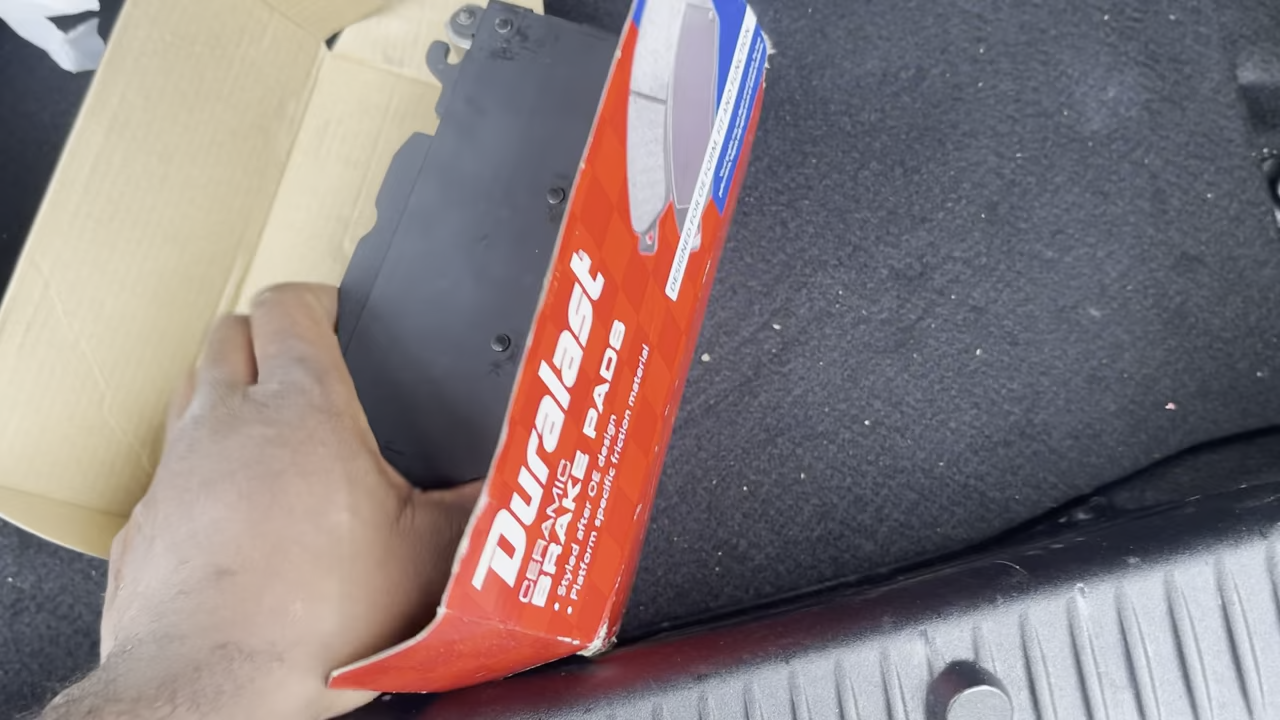 Duralast
CERAMIC
BRAKE PADS
• Styled after OE design
• Platform specific friction material
DESIGNED FOR OE FORM, FIT AND FUNCTION